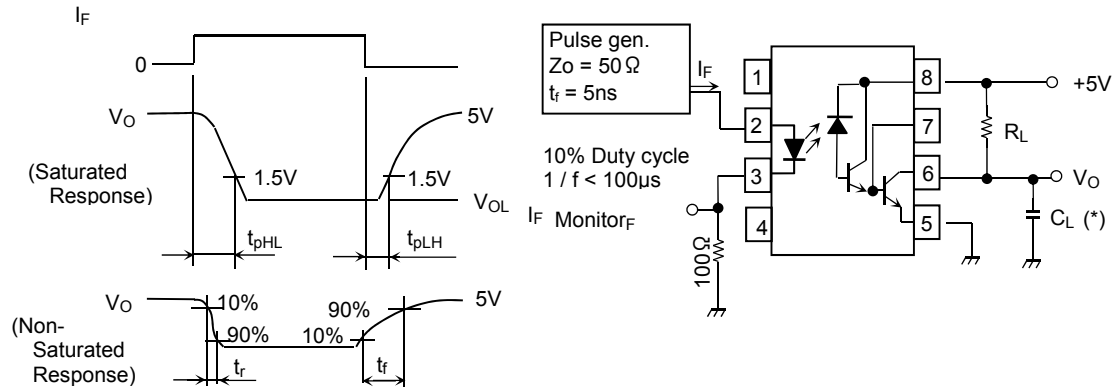 IF
0
VO
5V
(Saturated
Response)
1.5V
1.5V
VOL
tpHL
tpLH
VO
10%
90%
5V
(Non-
Saturated
Response)
90%
10%
tr
tf
Pulse gen.
Zo = 50Ω
tf = 5ns
IF
10% Duty cycle
1 / f < 100μs
IF Monitor F
100Ω
1
2
3
4
8
7
6
5
+5V
RL
VO
CL (*)